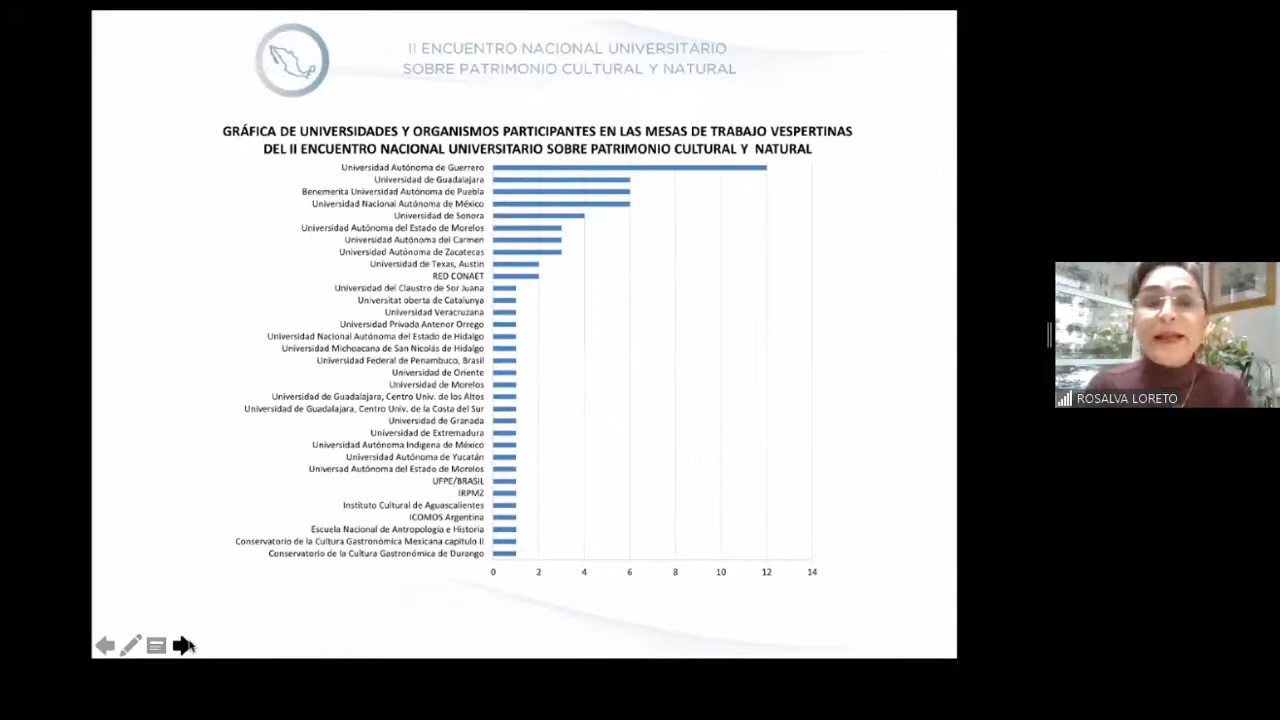 II ENCUENTRO NACIONAL UNIVERSITARIO
SOBRE PATRIMONIO CULTURAL Y NATURAL
GRÁFICA DE UNIVERSIDADES Y ORGANISMOS PARTICIPANTES EN LAS MESAS DE TRABAJO VESPERTINAS
DEL II ENCUENTRO NACIONAL UNIVERSITARIO SOBRE PATRIMONIO CULTURAL Y NATURAL
Universidad Autónoma de Guerrero
Universidad de Guadalajara
Benemerita Universidad Autónoma de Puebla
Universidad Nacional Autónoma de México
Universidad de Sonora
Universidad Autónoma del Estado de Morelos
Universidad Autónoma del Carmen
Universidad Autónoma de Zacatecas
Universidad de Texas, Austin
RED CONAET
Universidad del Claustro de Sor Juana
Universitat oberta de Catalunya
Universidad Veracruzana
Universidad Privada Antenor Orrego
Universidad Nacional Autónoma del Estado de Hidalgo
Universidad Michoacana de San Nicolás de Hidalgo
Universidad Federal de Penambuco, Brasil
Universidad de Oriente
Universidad de Morelos
Universidad de Guadalajara, Centro Univ. de los Altos
Universidad de Guadalajara, Centro Univ. de la Costa del Sur
Universidad de Granada
Universidad de Extremadura
Universidad Autónoma Indigena de México
Universidad Autónoma de Yucatán
Universad Autónoma del Estado de Morelos
UFPE/BRASIL
IRPMZ
Instituto Cultural de Aguascalientes
ICOMOS Argentina
Escuela Nacional de Antropología e Historia
Conservatorio de la Cultura Gastronómica Mexicana capitulo II
Conservatorio de la Cultura Gastronómica de Durango
0 2 4 6 8 10 12 14
ROSALVA LORETO